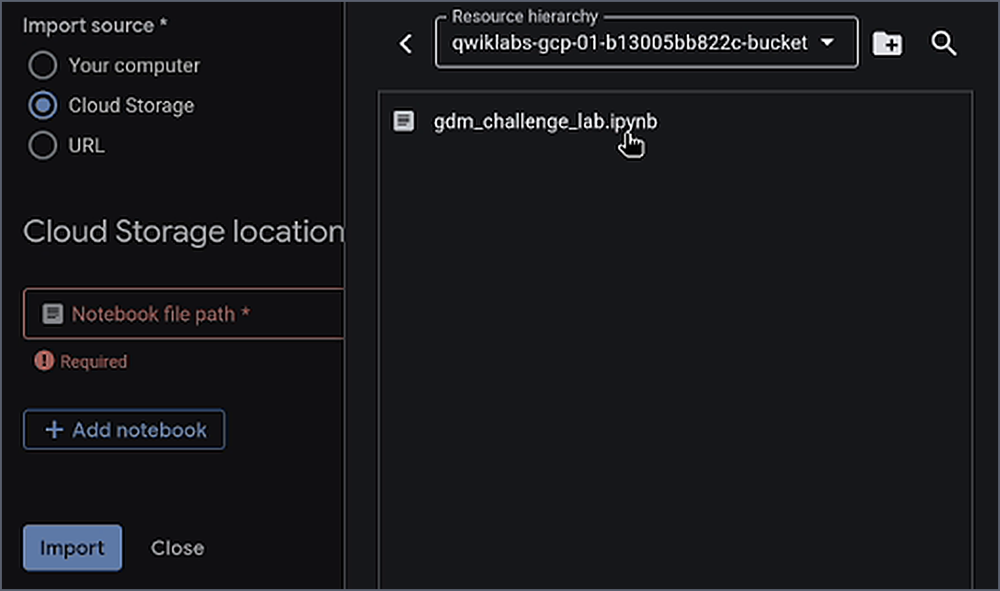 Import source *
Your computer
Cloud Storage
URL
Cloud Storage location
Notebook file path *
Required
+ Add notebook
Import
Close
Resource hierarchy
qwiklabs-gcp-01-b13005bb822c-bucket
gdm_challenge_lab.ipynb